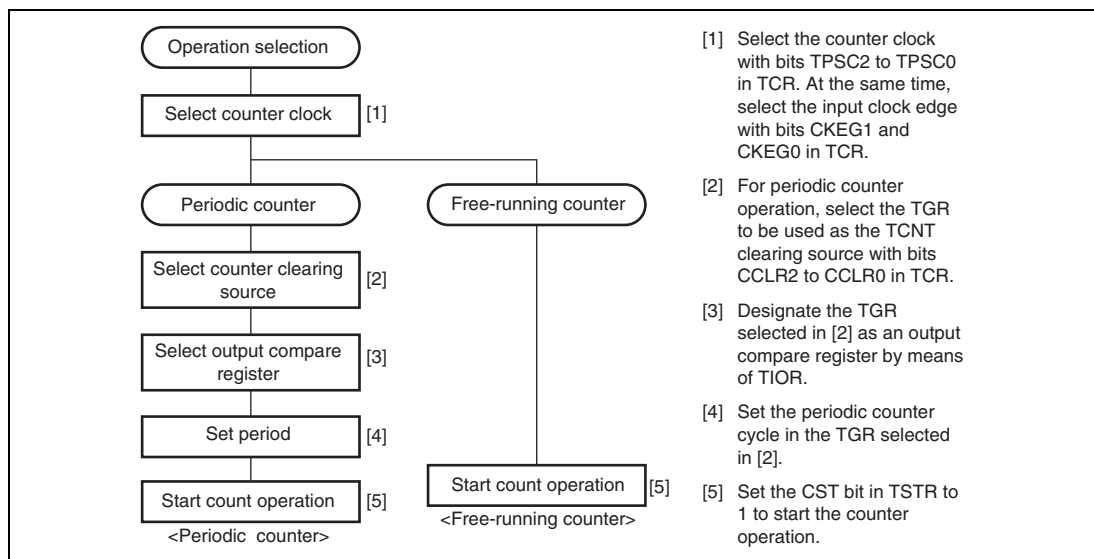 Operation selection
Select counter clock
[1]
Periodic counter
Free-running counter
Select counter clearing
source
[2]
Select output compare
register
[3]
Set period
[4]
Start count operation
[5]
<Periodic counter>
Start count operation
[5]
<Free-running counter>
[1] Select the counter clock
with bits TPSC2 to TPSC0
in TCR. At the same time,
select the input clock edge
with bits CKEG1 and
CKEG0 in TCR.
[2] For periodic counter
operation, select the TGR
to be used as the TCNT
clearing source with bits
CCLR2 to CCLR0 in TCR.
[3] Designate the TGR
selected in [2] as an output
compare register by means
of TIOR.
[4] Set the periodic counter
cycle in the TGR selected
in [2].
[5] Set the CST bit in TSTR to
1 to start the counter
operation.